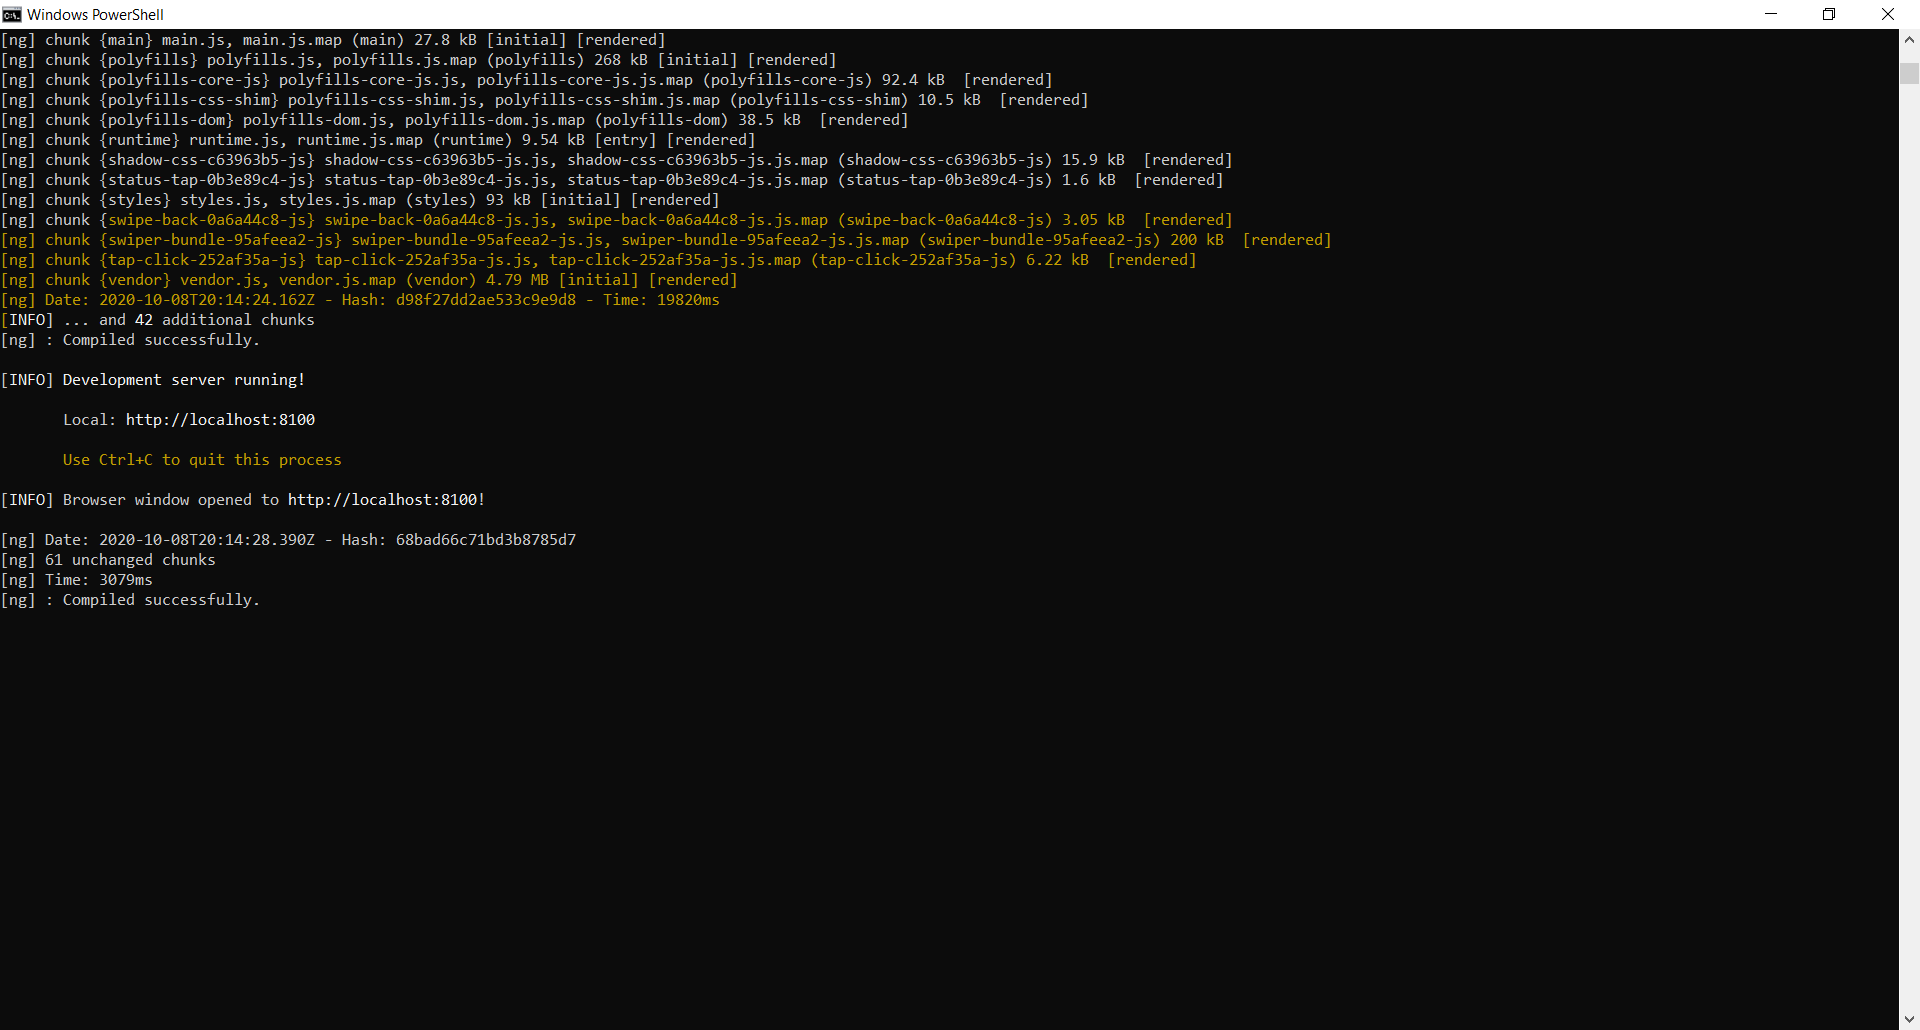 Windows PowerShell
[ng] chunk {main} main.js, main.js.map (main) 27.8 kB [initial] [rendered]
[ng] chunk {polyfills} polyfills.js, polyfills.js.map (polyfills) 268 kB [initial] [rendered]
[ng] chunk {polyfills-core-js} polyfills-core-js.js, polyfills-core-js.js.map (polyfills-core-js) 92.4 kB  [rendered]
[ng] chunk {polyfills-css-shim} polyfills-css-shim.js, polyfills-css-shim.js.map (polyfills-css-shim) 10.5 kB  [rendered]
[ng] chunk {polyfills-dom} polyfills-dom.js, polyfills-dom.js.map (polyfills-dom) 38.5 kB  [rendered]
[ng] chunk {runtime} runtime.js, runtime.js.map (runtime) 9.54 kB [entry] [rendered]
[ng] chunk {shadow-css-c63963b5-js} shadow-css-c63963b5-js.js, shadow-css-c63963b5-js.js.map (shadow-css-c63963b5-js) 15.9 kB  [rendered]
[ng] chunk {status-tap-0b3e89c4-js} status-tap-0b3e89c4-js.js, status-tap-0b3e89c4-js.js.map (status-tap-0b3e89c4-js) 1.6 kB  [rendered]
[ng] chunk {styles} styles.js, styles.js.map (styles) 93 kB [initial] [rendered]
[ng] chunk {swipe-back-0a6a44c8-js} swipe-back-0a6a44c8-js.js, swipe-back-0a6a44c8-js.js.map (swipe-back-0a6a44c8-js) 3.05 kB  [rendered]
[ng] chunk {swiper-bundle-95afeea2-js} swiper-bundle-95afeea2-js.js, swiper-bundle-95afeea2-js.js.map (swiper-bundle-95afeea2-js) 200 kB  [rendered]
[ng] chunk {tap-click-252af35a-js} tap-click-252af35a-js.js, tap-click-252af35a-js.js.map (tap-click-252af35a-js) 6.22 kB  [rendered]
[ng] chunk {vendor} vendor.js, vendor.js.map (vendor) 4.79 MB [initial] [rendered]
[ng] Date: 2020-10-08T20:14:24.162Z - Hash: d98f27dd2ae533c9e9d8 - Time: 19820ms
[INFO] ... and 42 additional chunks
[ng] : Compiled successfully.
[INFO] Development server running!
Local: http://localhost:8100
Use Ctrl+C to quit this process
[INFO] Browser window opened to http://localhost:8100!
[ng] Date: 2020-10-08T20:14:28.390Z - Hash: 68bad66c71bd3b8785d7
[ng] 61 unchanged chunks
[ng] Time: 3079ms
[ng] : Compiled successfully.